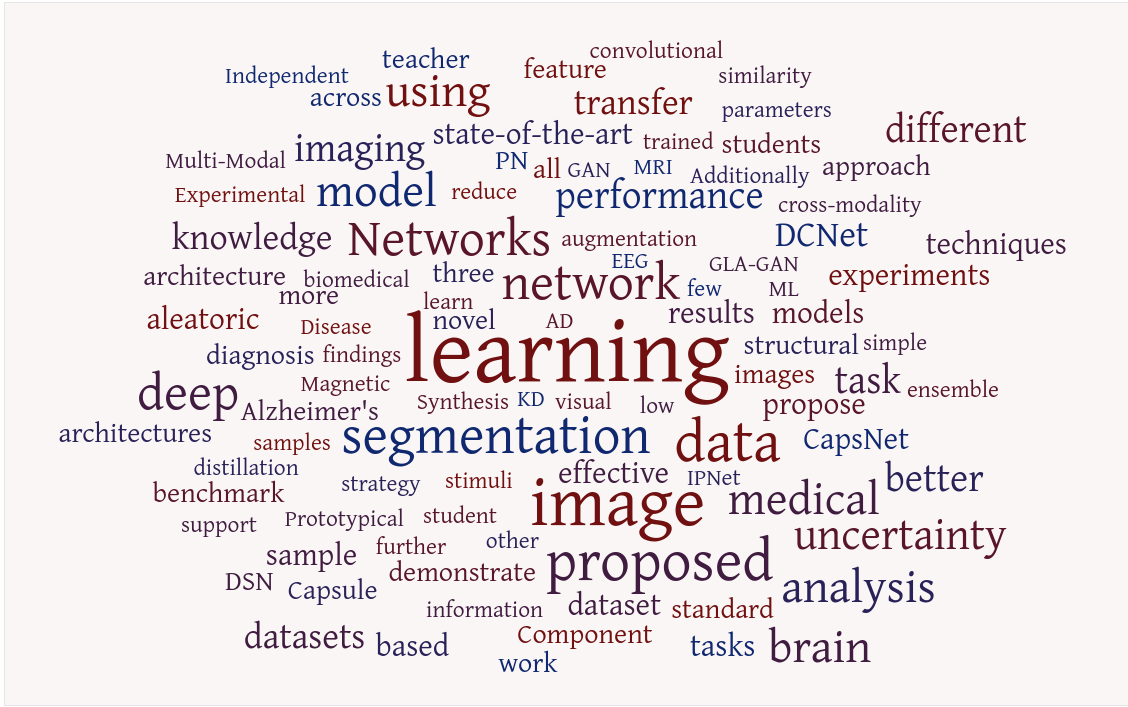 convolutional
teacher feature
Independent similarity
across using transfer parameters
different
state-of-the-art trained students
imaging
Multi-Modal PN all GAN MRI Additionally approach
Experimental model reduce performance cross-modality
knowledge Networks augmentation DCNet techniques
EEG GLA-GAN
architecture biomedical three network few ML experiments
more learn
aleatoric Disease novel AD results models
learning
diagnosis findings structural simple
deep Magnetic images task ensemble
Alzheimer's Synthesis KD visual low propose
architectures samples segmentation data CapsNet
distillation effective
benchmark strategy stimuli image IPNet medical better
support Prototypical student
sample further other proposed uncertainty
DSN Capsule demonstrate analysis
information dataset standard
datasets based Component tasks brain
work